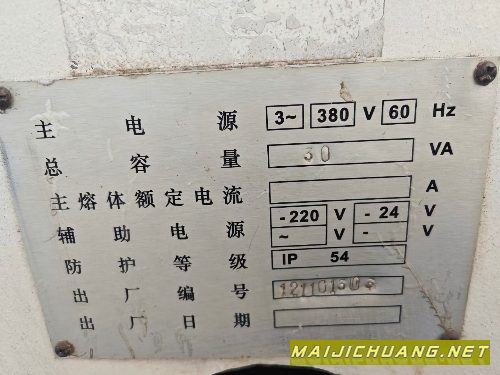 主电源 3~ 380 V 60 Hz
总容量 30 VA
主熔体额定电流 A
辅助电源 -220 V - 24 V
~ V - V
防护等级 IP 54
出厂编号
出厂日期
MAIJICHUANG.NET